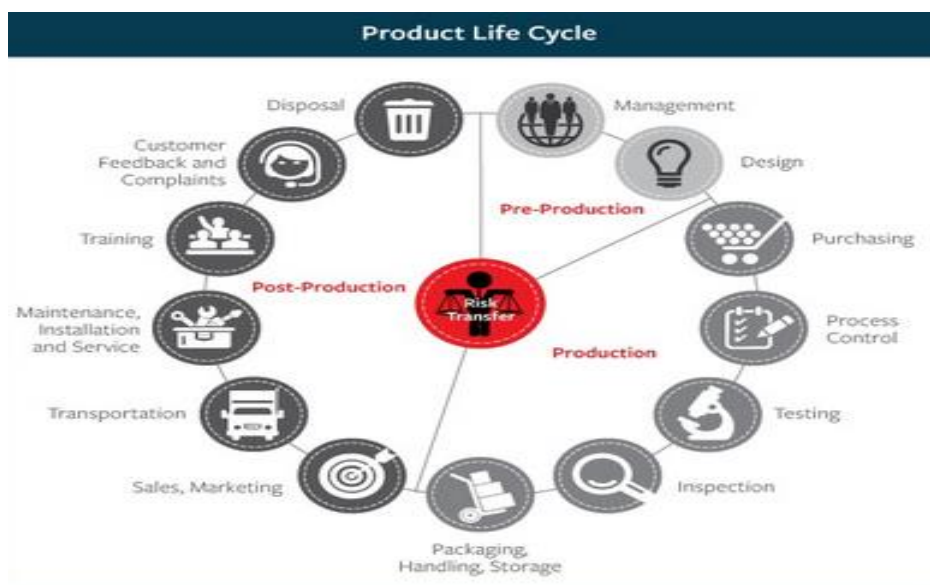 Product Life Cycle
Disposal
Management
Customer
Feedback and
Complaints
Design
Pre-Production
Training
Purchasing
Post-Production
Risk
Transfer
Maintenance,
Installation
and Service
Process
Control
Production
Transportation
Testing
Sales, Marketing
Inspection
Packaging,
Handling, Storage